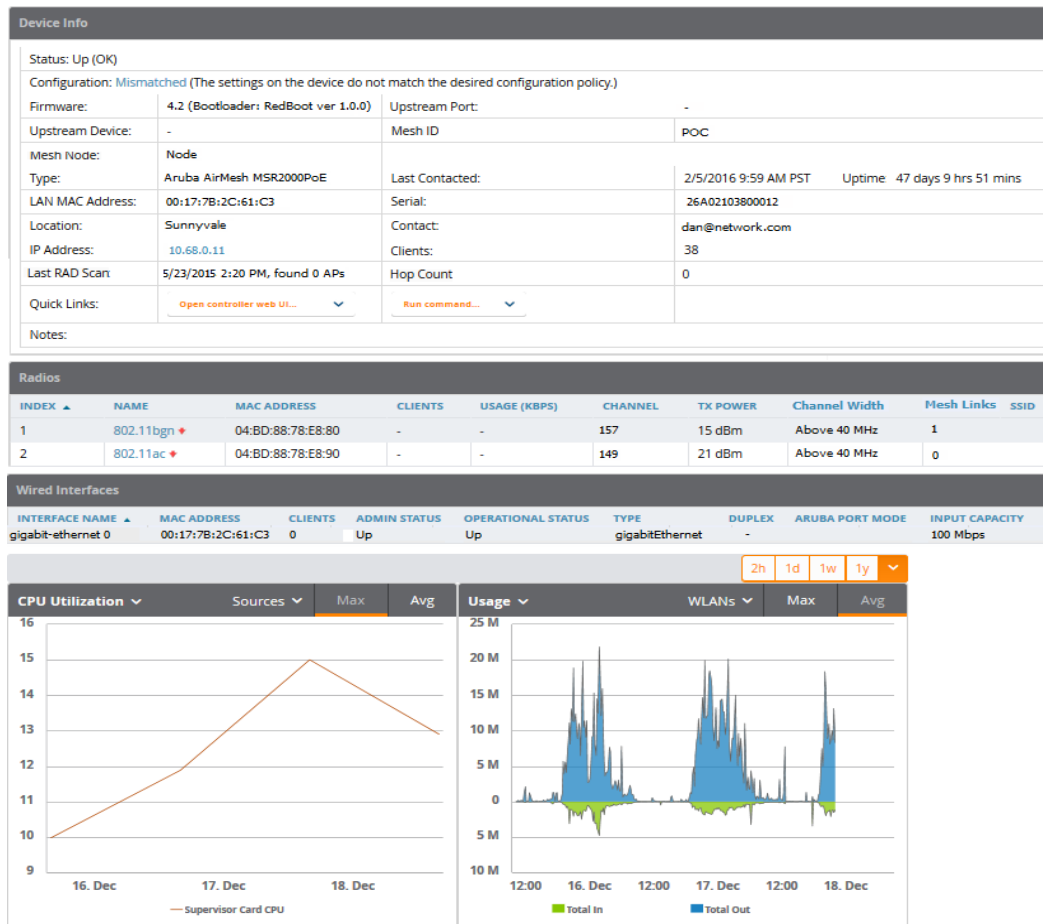 Device Info
Status: Up (OK)
Configuration: Mismatched (The settings on the device do not match the desired configuration policy.)
Firmware: 4.2 (Bootloader: RedBoot ver 1.0.0) Upstream Port: -
Upstream Device: - Mesh ID POC
Mesh Node: Node
Type: Aruba AirMesh MSR2000PoE Last Contacted: 2/5/2016 9:59 AM PST Uptime 47 days 9 hrs 51 mins
LAN MAC Address: 00:17:7B:2C:61:C3 Serial: 26A02103800012
Location: Sunnyvale Contact: dan@network.com
IP Address: 10.68.0.11 Clients: 38
Last RAD Scan 5/23/2015 2:20 PM, found 0 APs Hop Count 0
Quick Links: Open controller web UI... Run command...
Notes:
Radios
INDEX NAME MAC ADDRESS CLIENTS USAGE (KBPS) CHANNEL TX POWER Channel Width Mesh Links SSID
1 802.11bgn 04:BD:88:78:E8:80 - - 157 15 dBm Above 40 MHz 1
2 802.11ac 04:BD:88:78:E8:90 - - 149 21 dBm Above 40 MHz 0
Wired Interfaces
INTERFACE NAME MAC ADDRESS CLIENTS ADMIN STATUS OPERATIONAL STATUS TYPE DUPLEX ARUBA PORT MODE INPUT CAPACITY
gigabit-ethernet 0 00:17:7B:2C:61:C3 0 Up Up gigabitEthernet - 100 Mbps
2h 1d 1w 1y
CPU Utilization Sources Max Avg
16
15
14
13
12
11
10
9
16. Dec 17. Dec 18. Dec
Supervisor Card CPU
Usage WLANs Max Avg
25 M
20 M
15 M
10 M
5 M
0
5 M
10 M
12:00 16. Dec 12:00 17. Dec 12:00 18. Dec
Total In Total Out